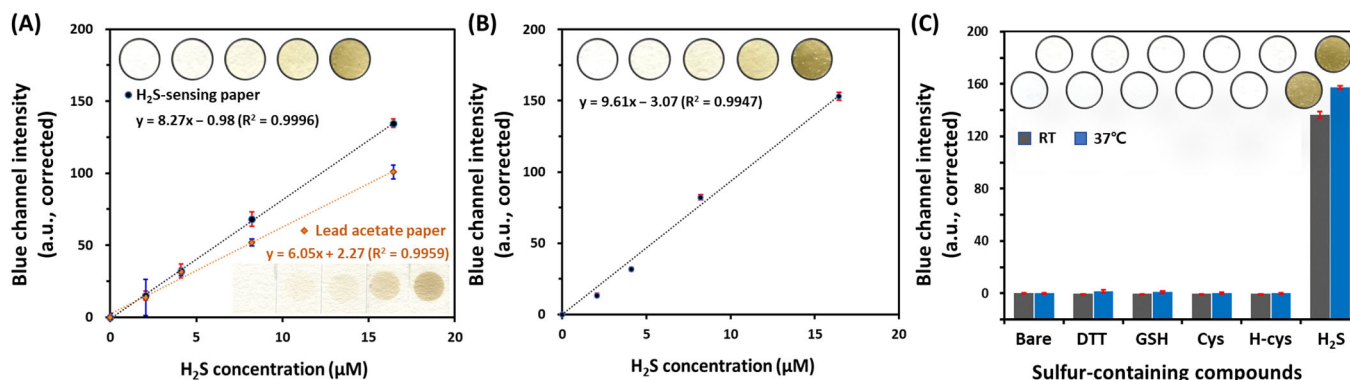 (A)
Blue channel intensity
(a.u., corrected)
200
150
100
50
0
H₂S-sensing paper
y = 8.27x – 0.98 (R² = 0.9996)
Lead acetate paper
y = 6.05x + 2.27 (R² = 0.9959)
0 5 10 15 20
H₂S concentration (μM)
(B)
Blue channel intensity
(a.u., corrected)
200
150
100
50
0
y = 9.61x – 3.07 (R² = 0.9947)
0 5 10 15 20
H₂S concentration (μM)
(C)
Blue channel intensity
(a.u., corrected)
200
160
120
80
40
0
RT 37℃
Bare DTT GSH Cys H-cys H₂S
Sulfur-containing compounds